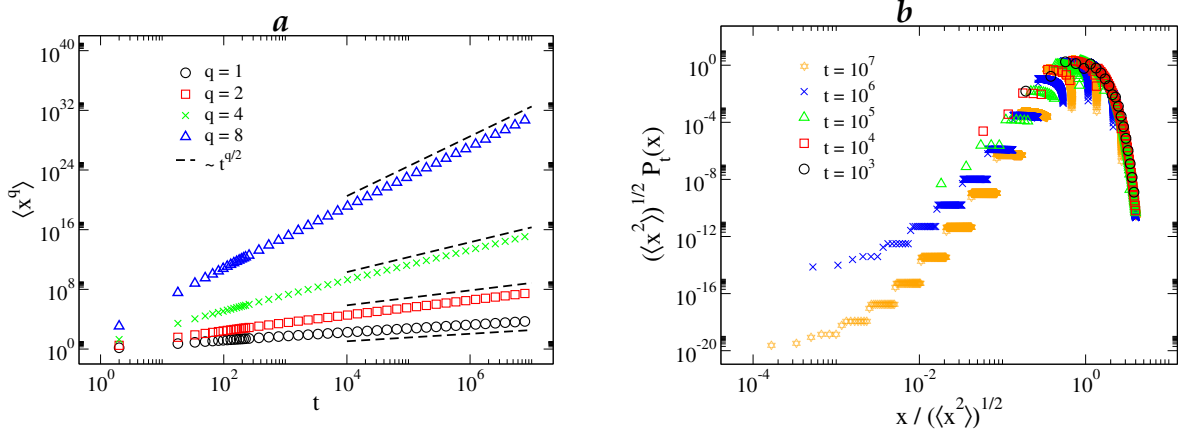 a
10^40
10^32
10^24
10^16
10^8
10^0
⟨x^q⟩
q = 1
q = 2
q = 4
q = 8
~ t^{q/2}
10^0
10^2
10^4
10^6
t
b
10^0
10^-4
10^-8
10^-12
10^-16
10^-20
(⟨x^2⟩)^{1/2} P_t(x)
t = 10^7
t = 10^6
t = 10^5
t = 10^4
t = 10^3
10^-4
10^-2
10^0
x / (⟨x^2⟩)^{1/2}